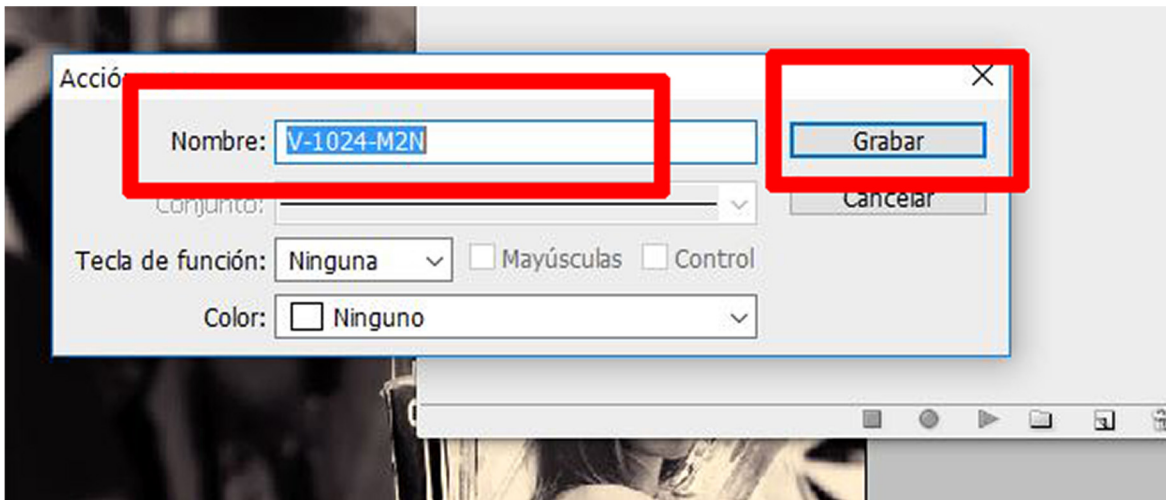 Acció
Nombre: V-1024-M2N
Grabar
Conjunto:
Cancelar
Tecla de función: Ninguna Mayúsculas Control
Color: Ninguno